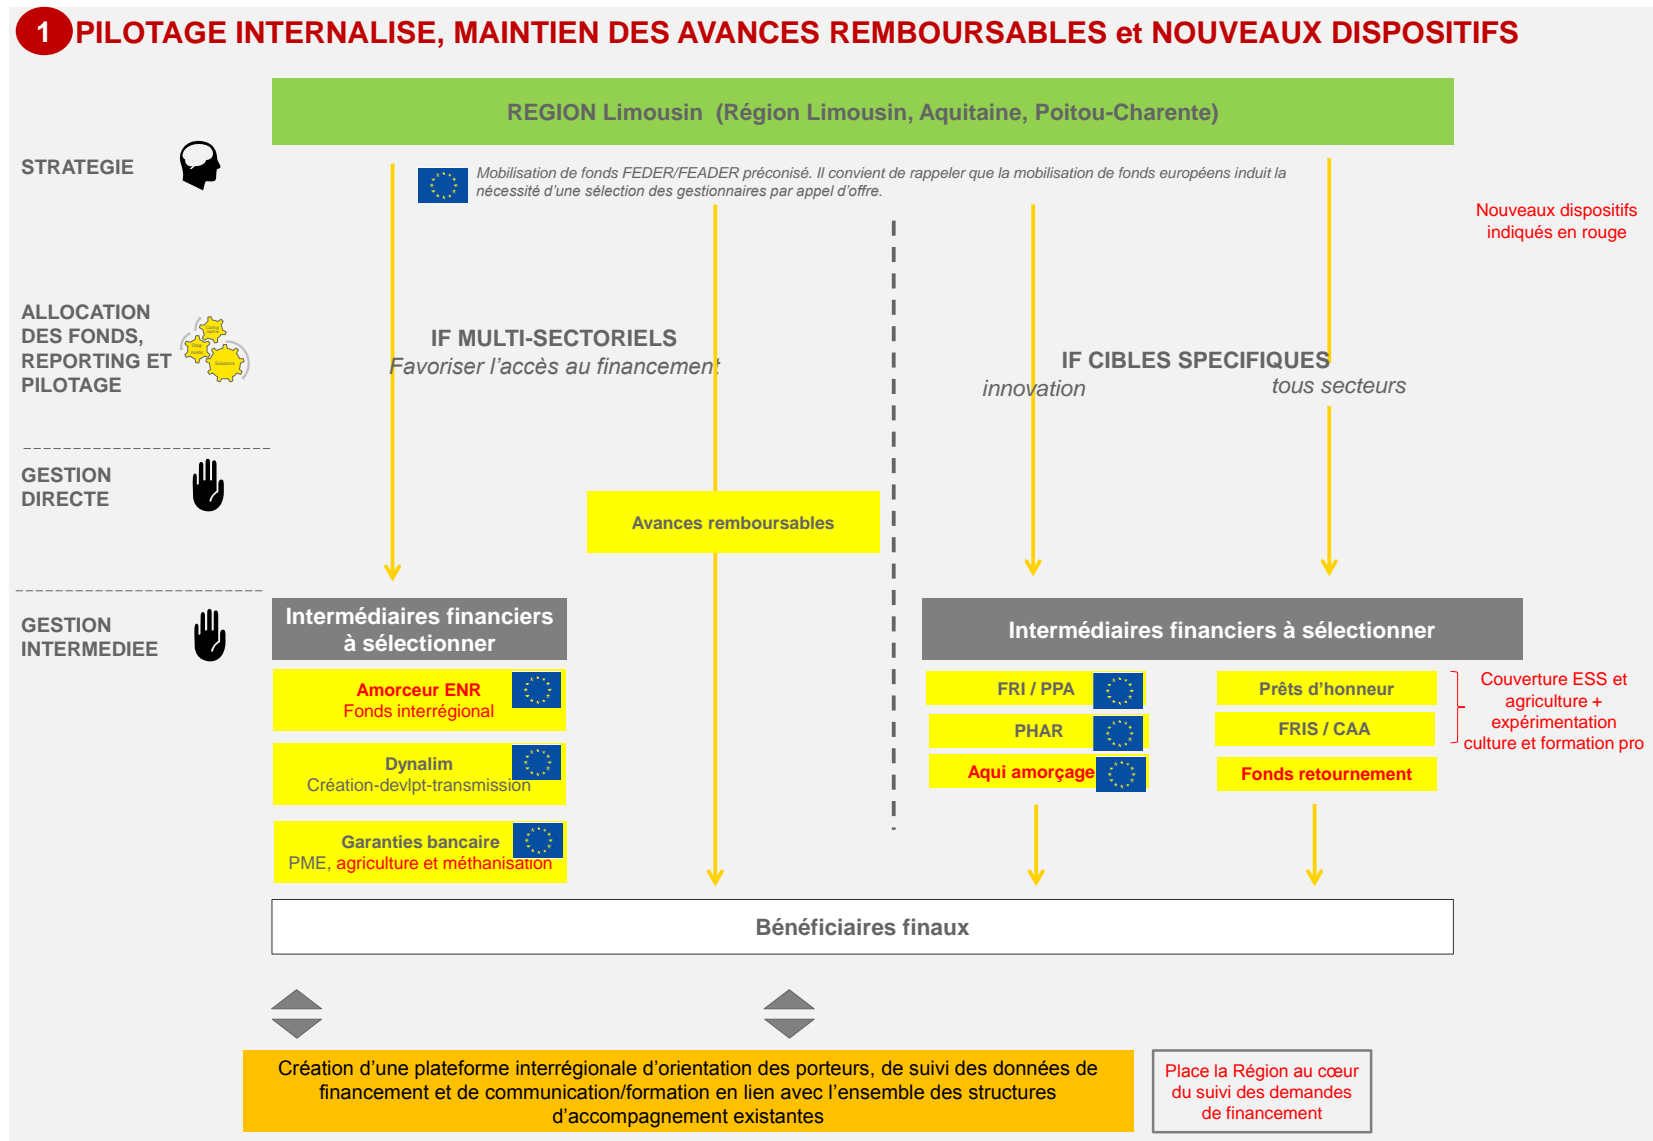 1 PILOTAGE INTERNALISE, MAINTIEN DES AVANCES REMBOURSABLES et NOUVEAUX DISPOSITIFS
REGION Limousin (Région Limousin, Aquitaine, Poitou-Charente)
STRATEGIE
Mobilisation de fonds FEDER/FEADER préconisé. Il convient de rappeler que la mobilisation de fonds européens induit la
nécessité d'une sélection des gestionnaires par appel d'offre.
Nouveaux dispositifs
indiqués en rouge
ALLOCATION
DES FONDS,
REPORTING ET
PILOTAGE
Solutions
IF MULTI-SECTORIELS
Favoriser l'accès au financement
IF CIBLES SPECIFIQUES
innovation
tous secteurs
GESTION
DIRECTE
Avances remboursables
GESTION
INTERMEDIEE
Intermédiaires financiers
à sélectionner
Amorceur ENR
Fonds interrégional
Dynalim
Création-devlpt-transmission
Garanties bancaire
PME, agriculture et méthanisation
Intermédiaires financiers à sélectionner
FRI / PPA
PHAR
Aqui amorçage
Prêts d'honneur
FRIS / CAA
Fonds retournement
Couverture ESS et
agriculture +
expérimentation
culture et formation pro
Bénéficiaires finaux
Création d'une plateforme interrégionale d'orientation des porteurs, de suivi des données de
financement et de communication/formation en lien avec l'ensemble des structures
d'accompagnement existantes
Place la Région au cœur
du suivi des demandes
de financement